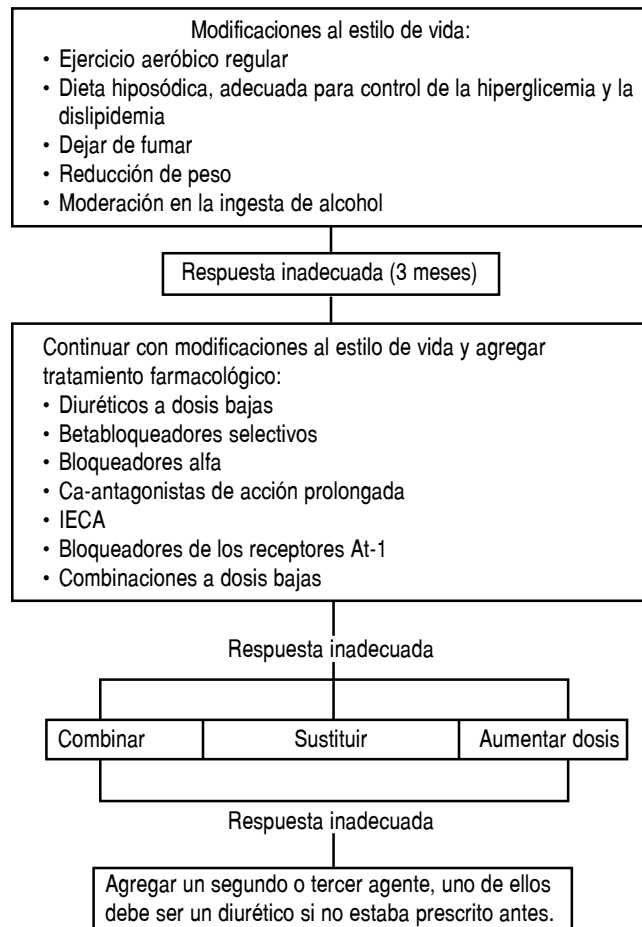 Modificaciones al estilo de vida:
• Ejercicio aeróbico regular
• Dieta hiposódica, adecuada para control de la hiperglicemia y la
dislipidemia
• Dejar de fumar
• Reducción de peso
• Moderación en la ingesta de alcohol
Respuesta inadecuada (3 meses)
Continuar con modificaciones al estilo de vida y agregar
tratamiento farmacológico:
• Diuréticos a dosis bajas
• Betabloqueadores selectivos
• Bloqueadores alfa
• Ca-antagonistas de acción prolongada
• IECA
• Bloqueadores de los receptores At-1
• Combinaciones a dosis bajas
Respuesta inadecuada
Combinar Sustituir Aumentar dosis
Respuesta inadecuada
Agregar un segundo o tercer agente, uno de ellos
debe ser un diurético si no estaba prescrito antes.